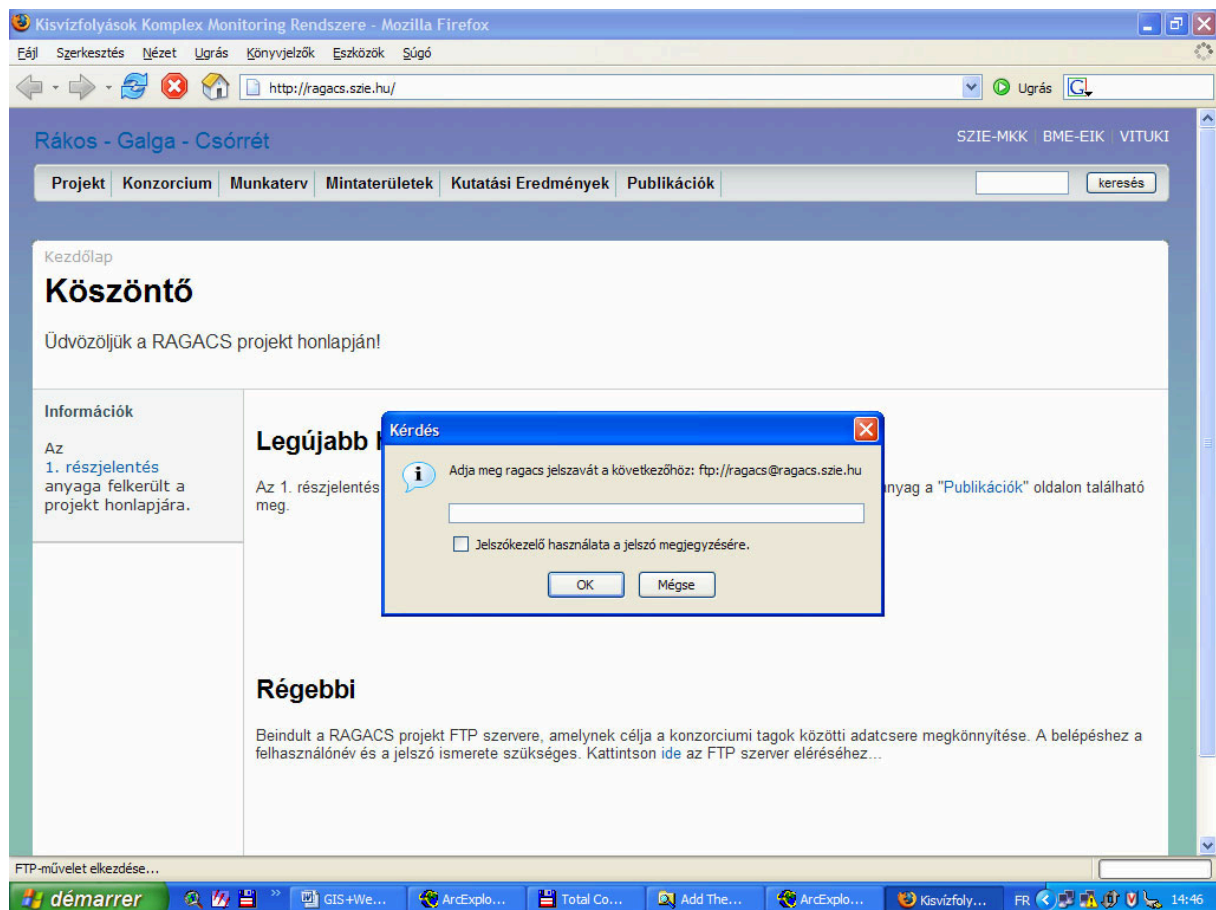 Kisvízfolyások Komplex Monitoring Rendszere - Mozilla Firefox
Fájl Szerkesztés Nézet Ugrás Könyvjelzők Eszközök Súgó
http://ragacs.szie.hu/ Ugrás G
Rákos - Galga - Csórrét
SZIE-MKK | BME-EIK | VITUKI
Projekt Konzorcium Munkaterv Mintaterületek Kutatási Eredmények Publikációk keresés
Kezdőlap
Köszöntő
Üdvözöljük a RAGACS projekt honlapján!
Információk
Az
1. részjelentés
anyaga felkerült a
projekt honlapjára.
Legújabb
Az 1. részjelentés
nyag a "Publikációk" oldalon található
meg.
Kérdés
Adja meg ragacs jelszavát a következőhöz: ftp://ragacs@ragacs.szie.hu
Jelszókezelő használata a jelszó megjegyzésére.
OK Mégse
Régebbi
Beindult a RAGACS projekt FTP szervere, amelynek célja a konzorciumi tagok közötti adatcsere megkönnyítése. A belépéshez a
felhasználónév és a jelszó ismerete szükséges. Kattintson ide az FTP szerver eléréséhez...
FTP-művelet elkezdése...
démarrer » GIS+We... ArcExplo... Total Co... Add The... ArcExplo... Kisvízfoly... FR 14:46